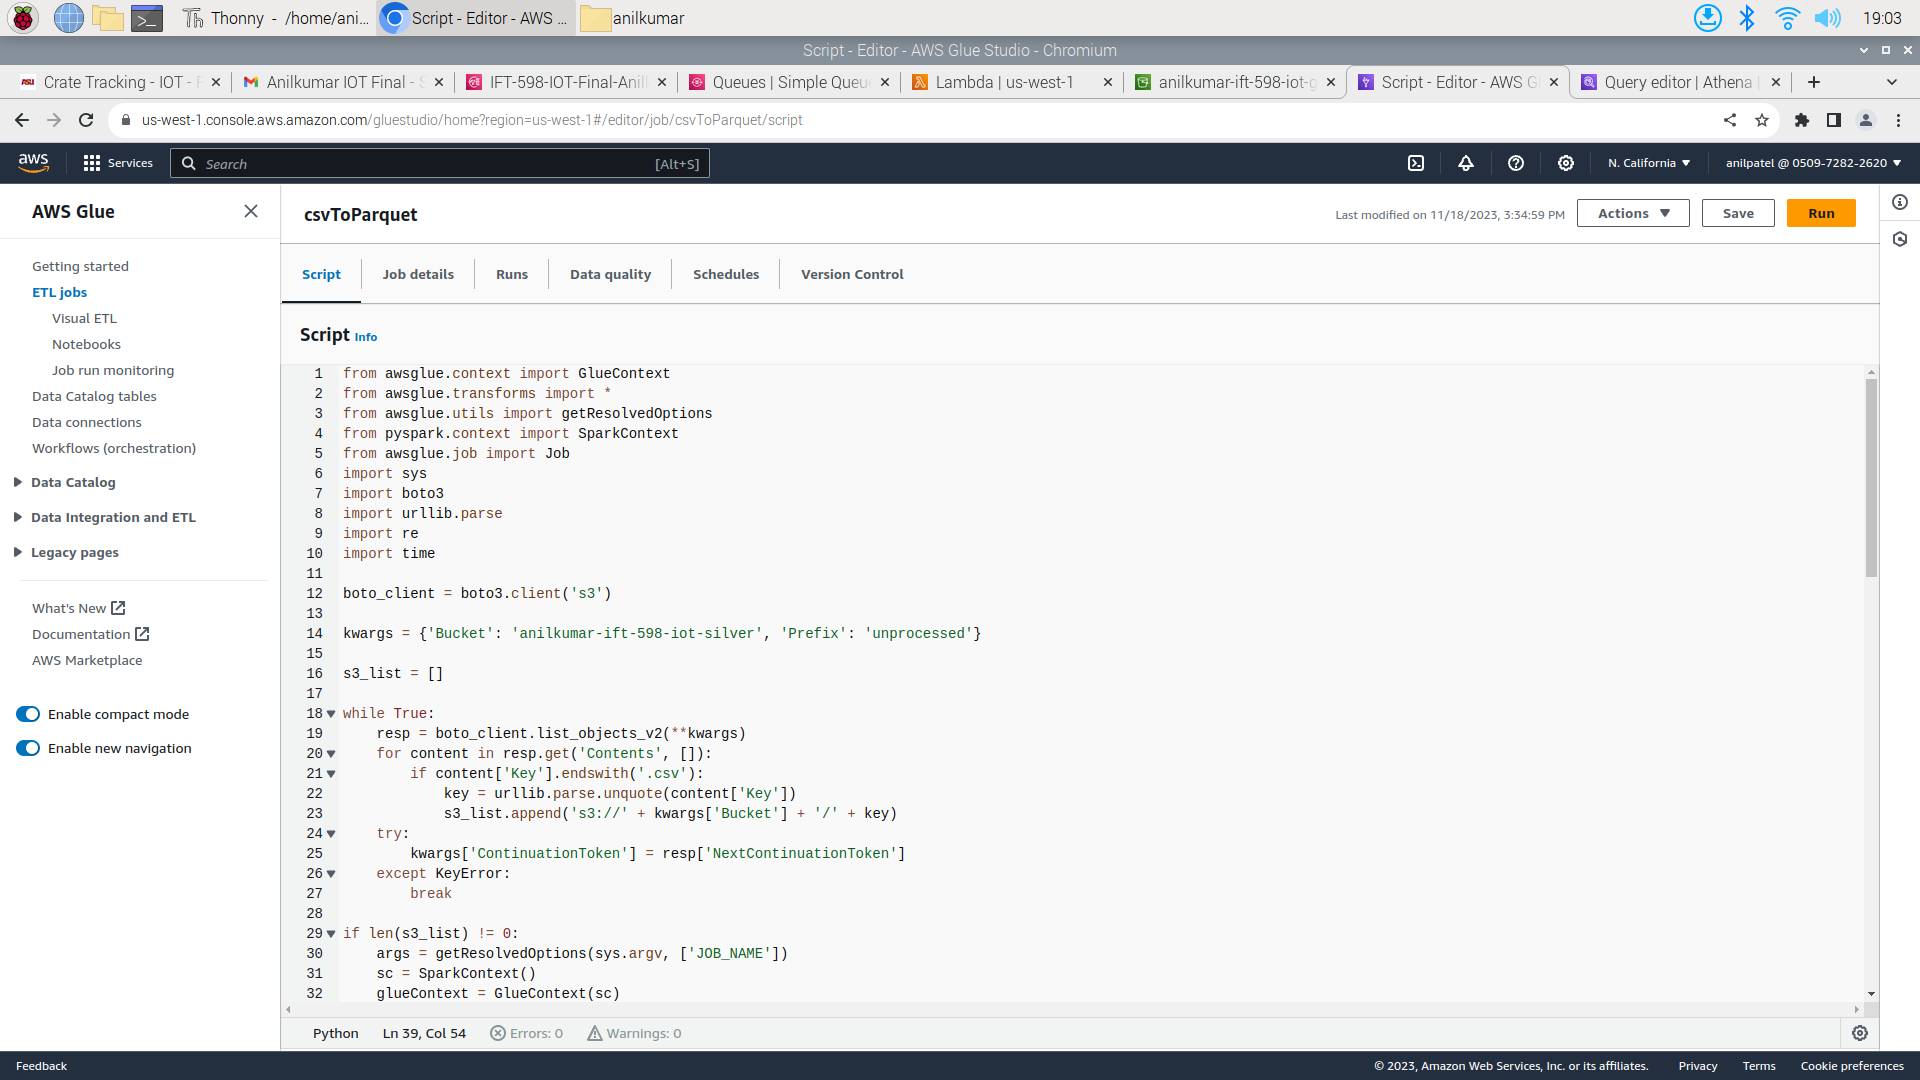 Thonny - /home/ani...
Script - Editor - AWS ...
anilkumar
19:03
Script - Editor - AWS Glue Studio - Chromium
Crate Tracking - IOT -
Anilkumar IOT Final -
IFT-598-IOT-Final-Anil
Queues | Simple Queu
Lambda | us-west-1
anilkumar-ift-598-iot-g
Script - Editor - AWS G
Query editor | Athena |
us-west-1.console.aws.amazon.com/gluestudio/home?region=us-west-1#/editor/job/csvToParquet/script
aws
Services
Search
[Alt+S]
N. California
anilpatel @ 0509-7282-2620
AWS Glue
Getting started
ETL jobs
Visual ETL
Notebooks
Job run monitoring
Data Catalog tables
Data connections
Workflows (orchestration)
Data Catalog
Data Integration and ETL
Legacy pages
What's New
Documentation
AWS Marketplace
Enable compact mode
Enable new navigation
csvToParquet
Last modified on 11/18/2023, 3:34:59 PM
Actions
Save
Run
Script
Job details
Runs
Data quality
Schedules
Version Control
Script Info
1 from awsglue.context import GlueContext
2 from awsglue.transforms import *
3 from awsglue.utils import getResolvedOptions
4 from pyspark.context import SparkContext
5 from awsglue.job import Job
6 import sys
7 import boto3
8 import urllib.parse
9 import re
10 import time
11
12 boto_client = boto3.client('s3')
13
14 kwargs = {'Bucket': 'anilkumar-ift-598-iot-silver', 'Prefix': 'unprocessed'}
15
16 s3_list = []
17
18 while True:
19     resp = boto_client.list_objects_v2(**kwargs)
20     for content in resp.get('Contents', []):
21         if content['Key'].endswith('.csv'):
22             key = urllib.parse.unquote(content['Key'])
23             s3_list.append('s3://' + kwargs['Bucket'] + '/' + key)
24     try:
25         kwargs['ContinuationToken'] = resp['NextContinuationToken']
26     except KeyError:
27         break
28
29 if len(s3_list) != 0:
30     args = getResolvedOptions(sys.argv, ['JOB_NAME'])
31     sc = SparkContext()
32     glueContext = GlueContext(sc)
Python
Ln 39, Col 54
Errors: 0
Warnings: 0
Feedback
© 2023, Amazon Web Services, Inc. or its affiliates.
Privacy
Terms
Cookie preferences